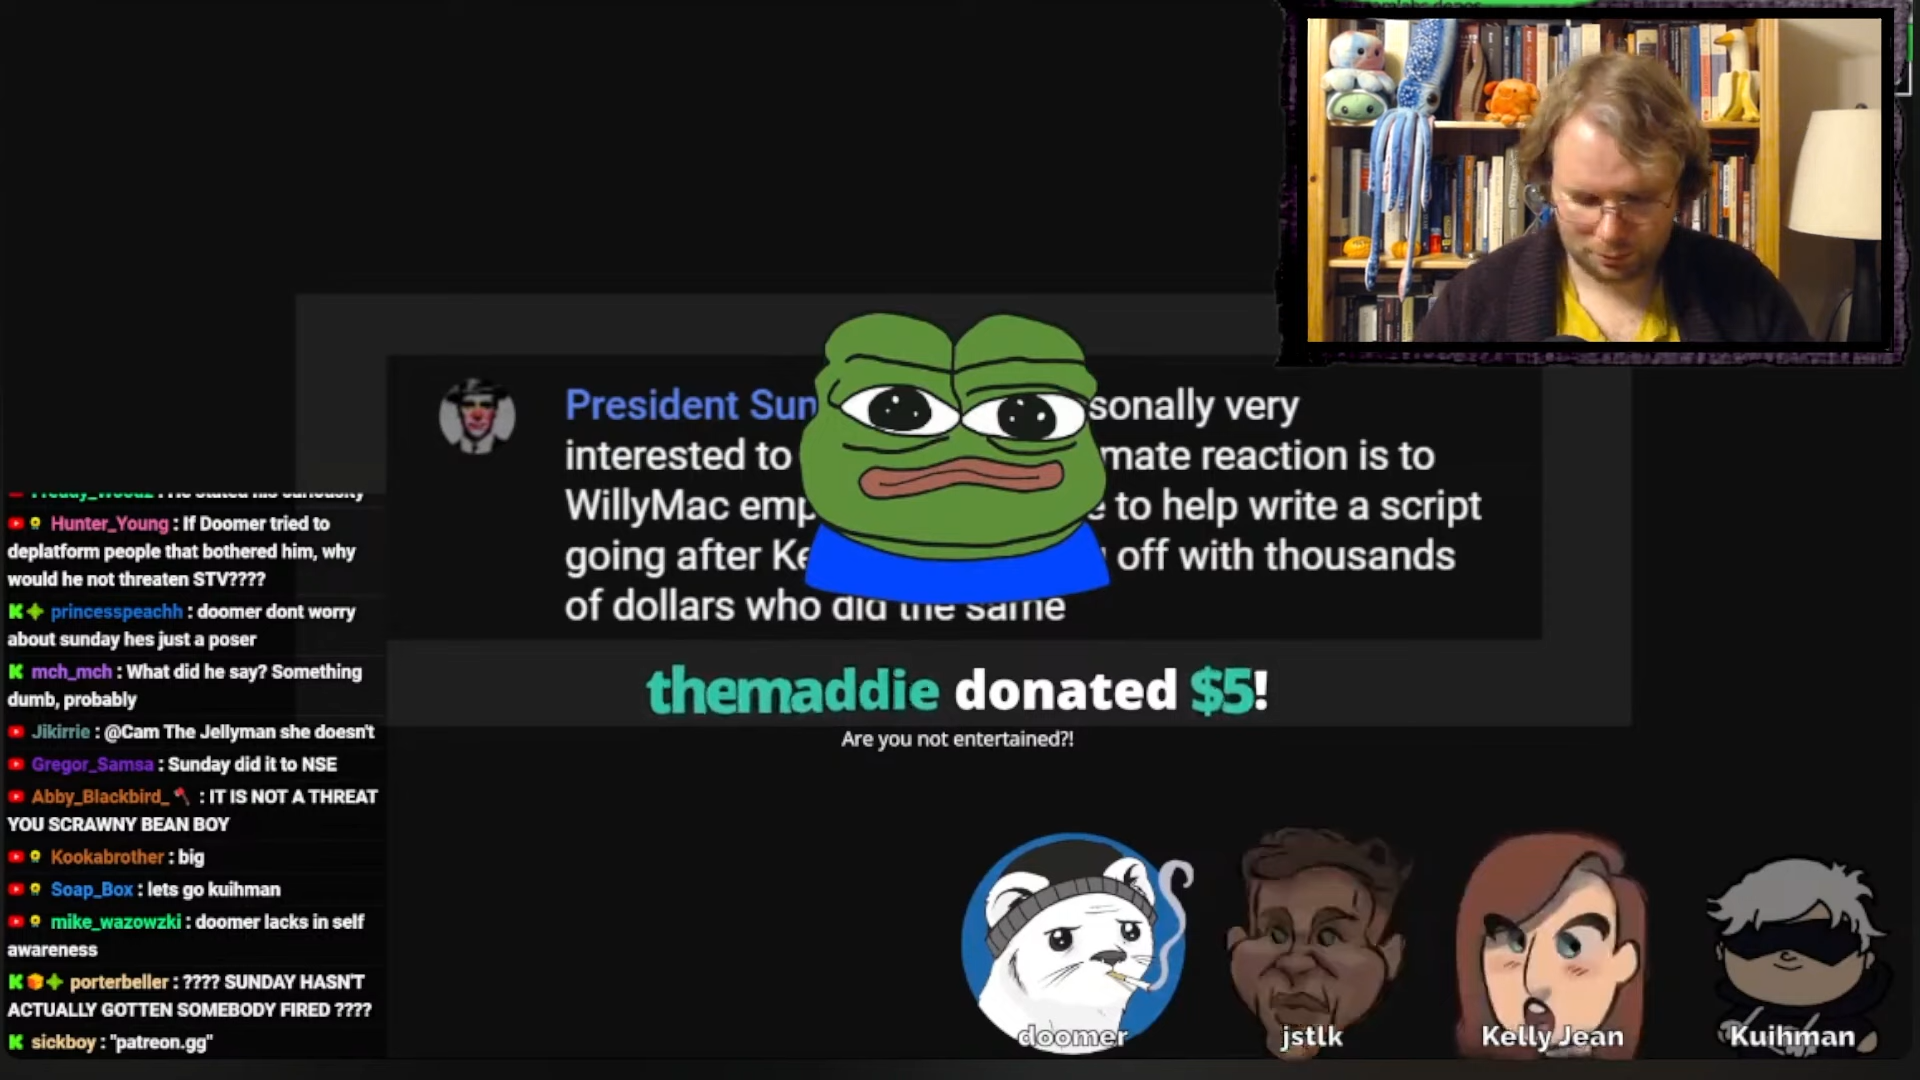 President Sun sonally very
interested to mate reaction is to
WillyMac emp e to help write a script
going after Ke off with thousands
of dollars who did the same
themaddie donated $5!
Are you not entertained?!
Hunter_Young : If Doomer tried to
deplatform people that bothered him, why
would he not threaten STV????
princesspeachh : doomer dont worry
about sunday hes just a poser
mch_mch : What did he say? Something
dumb, probably
Jikirrie : @Cam The Jellyman she doesn't
Gregor_Samsa : Sunday did it to NSE
Abby_Blackbird_ : IT IS NOT A THREAT
YOU SCRAWNY BEAN BOY
Kookabrother : big
Soap_Box : lets go kuihman
mike_wazowzki : doomer lacks in self
awareness
porterbeller : ???? SUNDAY HASN'T
ACTUALLY GOTTEN SOMEBODY FIRED ????
sickboy : "patreon.gg"
doomer
jstlk
Kelly Jean
Kuihman